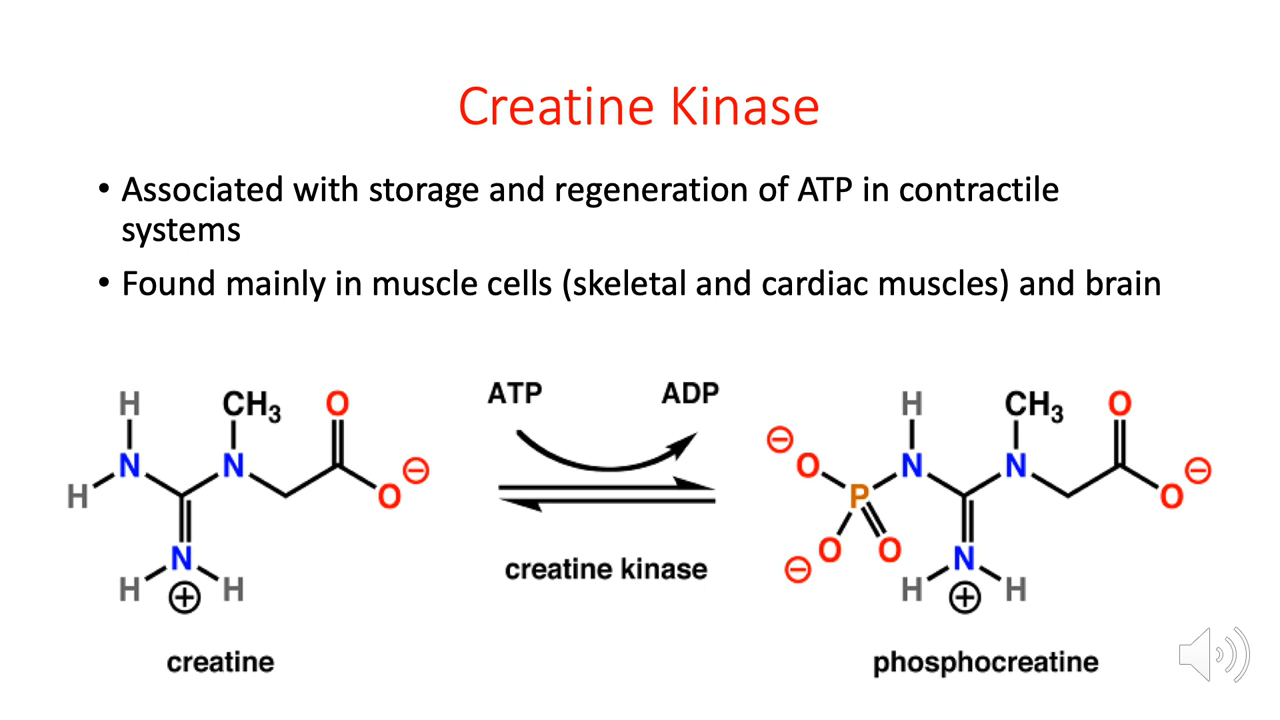 Creatine Kinase
• Associated with storage and regeneration of ATP in contractile
systems
• Found mainly in muscle cells (skeletal and cardiac muscles) and brain
H CH₃ O
H N N O ⊖
N
H ⊕ H
creatine
ATP ADP
creatine kinase
H CH₃ O
⊖ O N N O ⊖
P
⊖ O O N
H ⊕ H
phosphocreatine